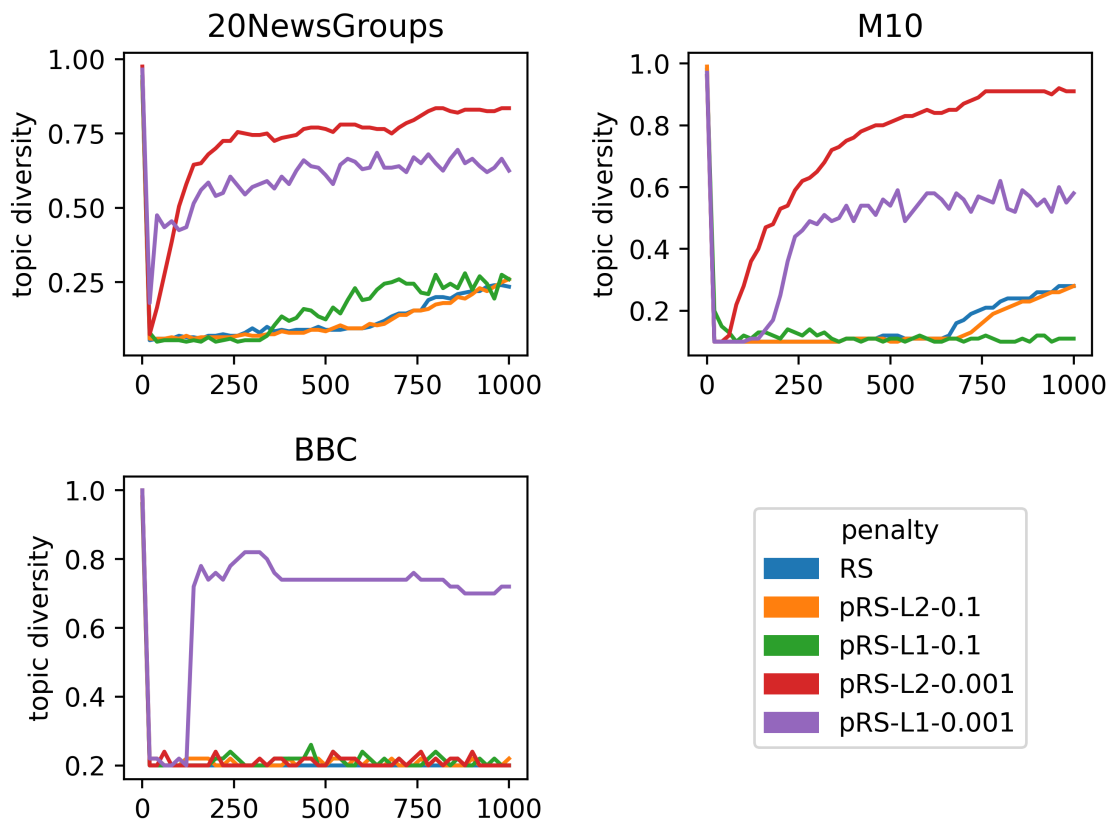 20NewsGroups
topic diversity
1.00
0.75
0.50
0.25
0 250 500 750 1000
M10
topic diversity
1.0
0.8
0.6
0.4
0.2
0 250 500 750 1000
BBC
topic diversity
1.0
0.8
0.6
0.4
0.2
0 250 500 750 1000
penalty
RS
pRS-L2-0.1
pRS-L1-0.1
pRS-L2-0.001
pRS-L1-0.001